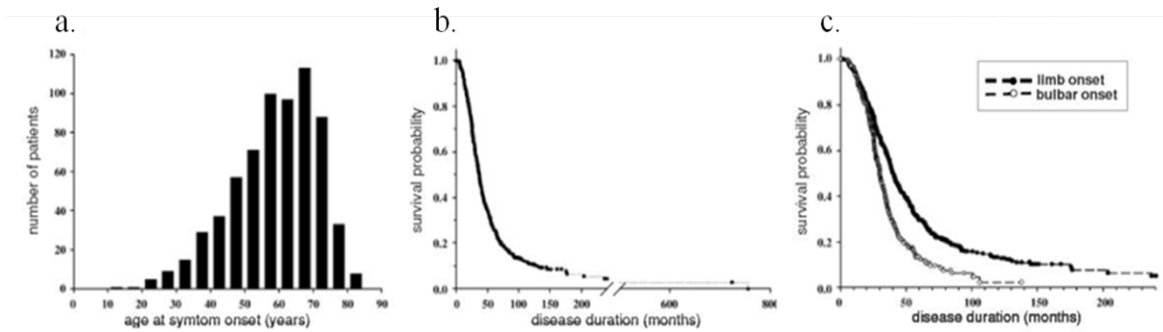 a.
b.
c.
120
100
80
60
40
20
0
number of patients
0 10 20 30 40 50 60 70 80 90
age at symtom onset (years)
1.0
0.8
0.6
0.4
0.2
0.0
survival probability
0 50 100 200 600 800
disease duration (months)
1.0
0.8
0.6
0.4
0.2
0.0
survival probability
limb onset
bulbar onset
0 50 100 150 200
disease duration (months)